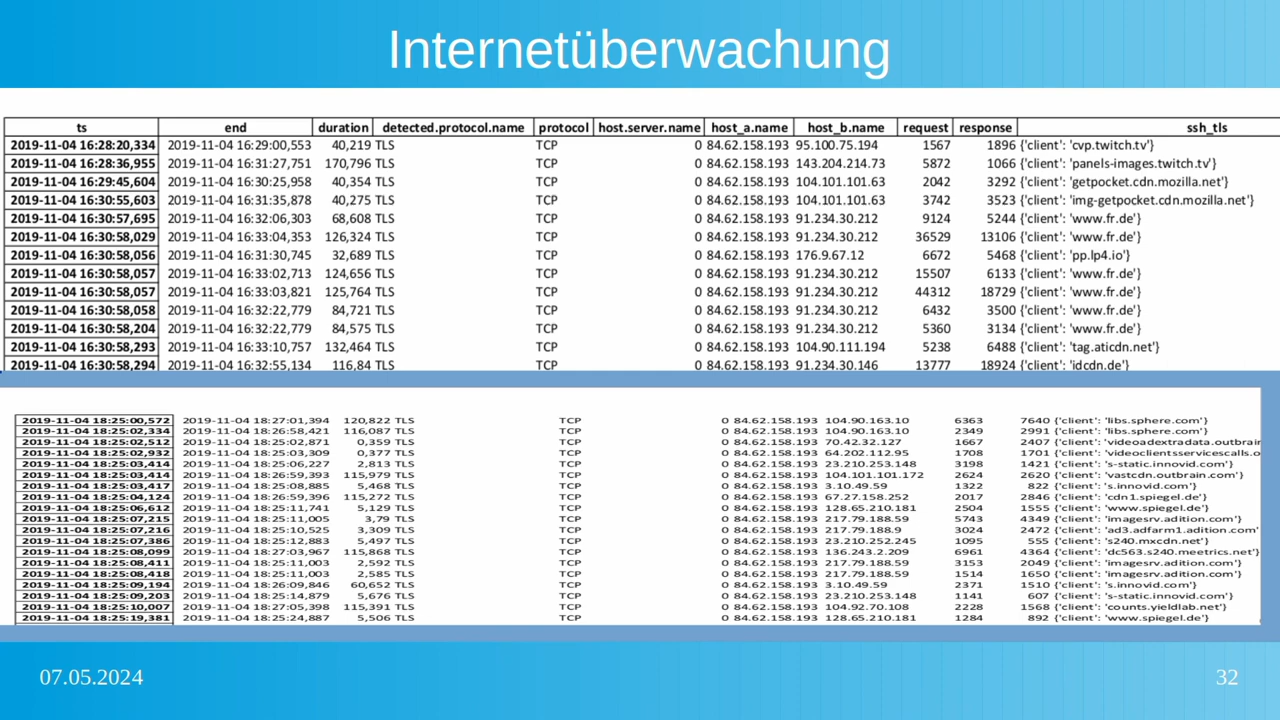 Internetüberwachung
ts end duration detected.protocol.name protocol host.server.name host_a.name host_b.name request response ssh_tls
2019-11-04 16:28:20,334 2019-11-04 16:29:00,553 40,219 TLS TCP 0 84.62.158.193 95.100.75.194 1567 1896 {'client': 'cvp.twitch.tv'}
2019-11-04 16:28:36,955 2019-11-04 16:31:27,751 170,796 TLS TCP 0 84.62.158.193 143.204.214.73 5872 1066 {'client': 'panels-images.twitch.tv'}
2019-11-04 16:29:45,604 2019-11-04 16:30:25,958 40,354 TLS TCP 0 84.62.158.193 104.101.101.63 2042 3292 {'client': 'getpocket.cdn.mozilla.net'}
2019-11-04 16:30:55,603 2019-11-04 16:31:35,878 40,275 TLS TCP 0 84.62.158.193 104.101.101.63 3742 3523 {'client': 'img-getpocket.cdn.mozilla.net'}
2019-11-04 16:30:57,695 2019-11-04 16:32:06,303 68,608 TLS TCP 0 84.62.158.193 91.234.30.212 9124 5244 {'client': 'www.fr.de'}
2019-11-04 16:30:58,029 2019-11-04 16:33:04,353 126,324 TLS TCP 0 84.62.158.193 91.234.30.212 36529 13106 {'client': 'www.fr.de'}
2019-11-04 16:30:58,056 2019-11-04 16:31:30,745 32,689 TLS TCP 0 84.62.158.193 176.9.67.12 6672 5468 {'client': 'pp.lp4.io'}
2019-11-04 16:30:58,057 2019-11-04 16:33:02,713 124,656 TLS TCP 0 84.62.158.193 91.234.30.212 15507 6133 {'client': 'www.fr.de'}
2019-11-04 16:30:58,057 2019-11-04 16:33:03,821 125,764 TLS TCP 0 84.62.158.193 91.234.30.212 44312 18729 {'client': 'www.fr.de'}
2019-11-04 16:30:58,058 2019-11-04 16:32:22,779 84,721 TLS TCP 0 84.62.158.193 91.234.30.212 6432 3500 {'client': 'www.fr.de'}
2019-11-04 16:30:58,204 2019-11-04 16:32:22,779 84,575 TLS TCP 0 84.62.158.193 91.234.30.212 5360 3134 {'client': 'www.fr.de'}
2019-11-04 16:30:58,293 2019-11-04 16:33:10,757 132,464 TLS TCP 0 84.62.158.193 104.90.111.194 5238 6488 {'client': 'tag.aticdn.net'}
2019-11-04 16:30:58,294 2019-11-04 16:32:55,134 116,84 TLS TCP 0 84.62.158.193 91.234.30.146 13777 18924 {'client': 'idcdn.de'}
2019-11-04 18:25:00,572 2019-11-04 18:27:01,394 120,822 TLS TCP 0 84.62.158.193 104.90.163.10 6363 7640 {'client': 'libs.sphere.com'}
2019-11-04 18:25:02,334 2019-11-04 18:26:58,421 116,087 TLS TCP 0 84.62.158.193 104.90.163.10 2349 2991 {'client': 'libs.sphere.com'}
2019-11-04 18:25:02,512 2019-11-04 18:25:02,871 0,359 TLS TCP 0 84.62.158.193 70.42.32.127 1667 2407 {'client': 'videoadextradata.outbrain
2019-11-04 18:25:02,932 2019-11-04 18:25:03,309 0,377 TLS TCP 0 84.62.158.193 64.202.112.95 1708 1701 {'client': 'videoclientsservicescalls.o
2019-11-04 18:25:03,414 2019-11-04 18:25:06,227 2,813 TLS TCP 0 84.62.158.193 23.210.253.148 3198 1421 {'client': 's-static.innovid.com'}
2019-11-04 18:25:03,414 2019-11-04 18:26:59,393 115,979 TLS TCP 0 84.62.158.193 104.101.101.172 2624 2620 {'client': 'vastcdn.outbrain.com'}
2019-11-04 18:25:03,417 2019-11-04 18:25:08,885 5,468 TLS TCP 0 84.62.158.193 3.10.49.59 1322 822 {'client': 's.innovid.com'}
2019-11-04 18:25:04,124 2019-11-04 18:26:59,396 115,272 TLS TCP 0 84.62.158.193 67.27.158.252 2017 2846 {'client': 'cdn1.spiegel.de'}
2019-11-04 18:25:06,612 2019-11-04 18:25:11,741 5,129 TLS TCP 0 84.62.158.193 128.65.210.181 2504 1555 {'client': 'www.spiegel.de'}
2019-11-04 18:25:07,215 2019-11-04 18:25:11,005 3,79 TLS TCP 0 84.62.158.193 217.79.188.59 5743 4349 {'client': 'imagesrv.adition.com'}
2019-11-04 18:25:07,216 2019-11-04 18:25:10,525 3,309 TLS TCP 0 84.62.158.193 217.79.188.9 3024 2472 {'client': 'ad3.adfarm1.adition.com'
2019-11-04 18:25:07,386 2019-11-04 18:25:12,883 5,497 TLS TCP 0 84.62.158.193 23.210.252.245 1095 555 {'client': 's240.mxcdn.net'}
2019-11-04 18:25:08,099 2019-11-04 18:27:03,967 115,868 TLS TCP 0 84.62.158.193 136.243.2.209 6961 4364 {'client': 'dc563.s240.meetrics.net'}
2019-11-04 18:25:08,411 2019-11-04 18:25:11,003 2,592 TLS TCP 0 84.62.158.193 217.79.188.59 3153 2049 {'client': 'imagesrv.adition.com'}
2019-11-04 18:25:08,418 2019-11-04 18:25:11,003 2,585 TLS TCP 0 84.62.158.193 217.79.188.59 1514 1650 {'client': 'imagesrv.adition.com'}
2019-11-04 18:25:09,194 2019-11-04 18:26:09,846 60,652 TLS TCP 0 84.62.158.193 3.10.49.59 2371 1510 {'client': 's.innovid.com'}
2019-11-04 18:25:09,203 2019-11-04 18:25:14,879 5,676 TLS TCP 0 84.62.158.193 23.210.253.148 1141 607 {'client': 's-static.innovid.com'}
2019-11-04 18:25:10,007 2019-11-04 18:27:05,398 115,391 TLS TCP 0 84.62.158.193 104.92.70.108 2228 1568 {'client': 'counts.yieldlab.net'}
2019-11-04 18:25:19,381 2019-11-04 18:25:24,887 5,506 TLS TCP 0 84.62.158.193 128.65.210.181 1284 892 {'client': 'www.spiegel.de'}
07.05.2024
32